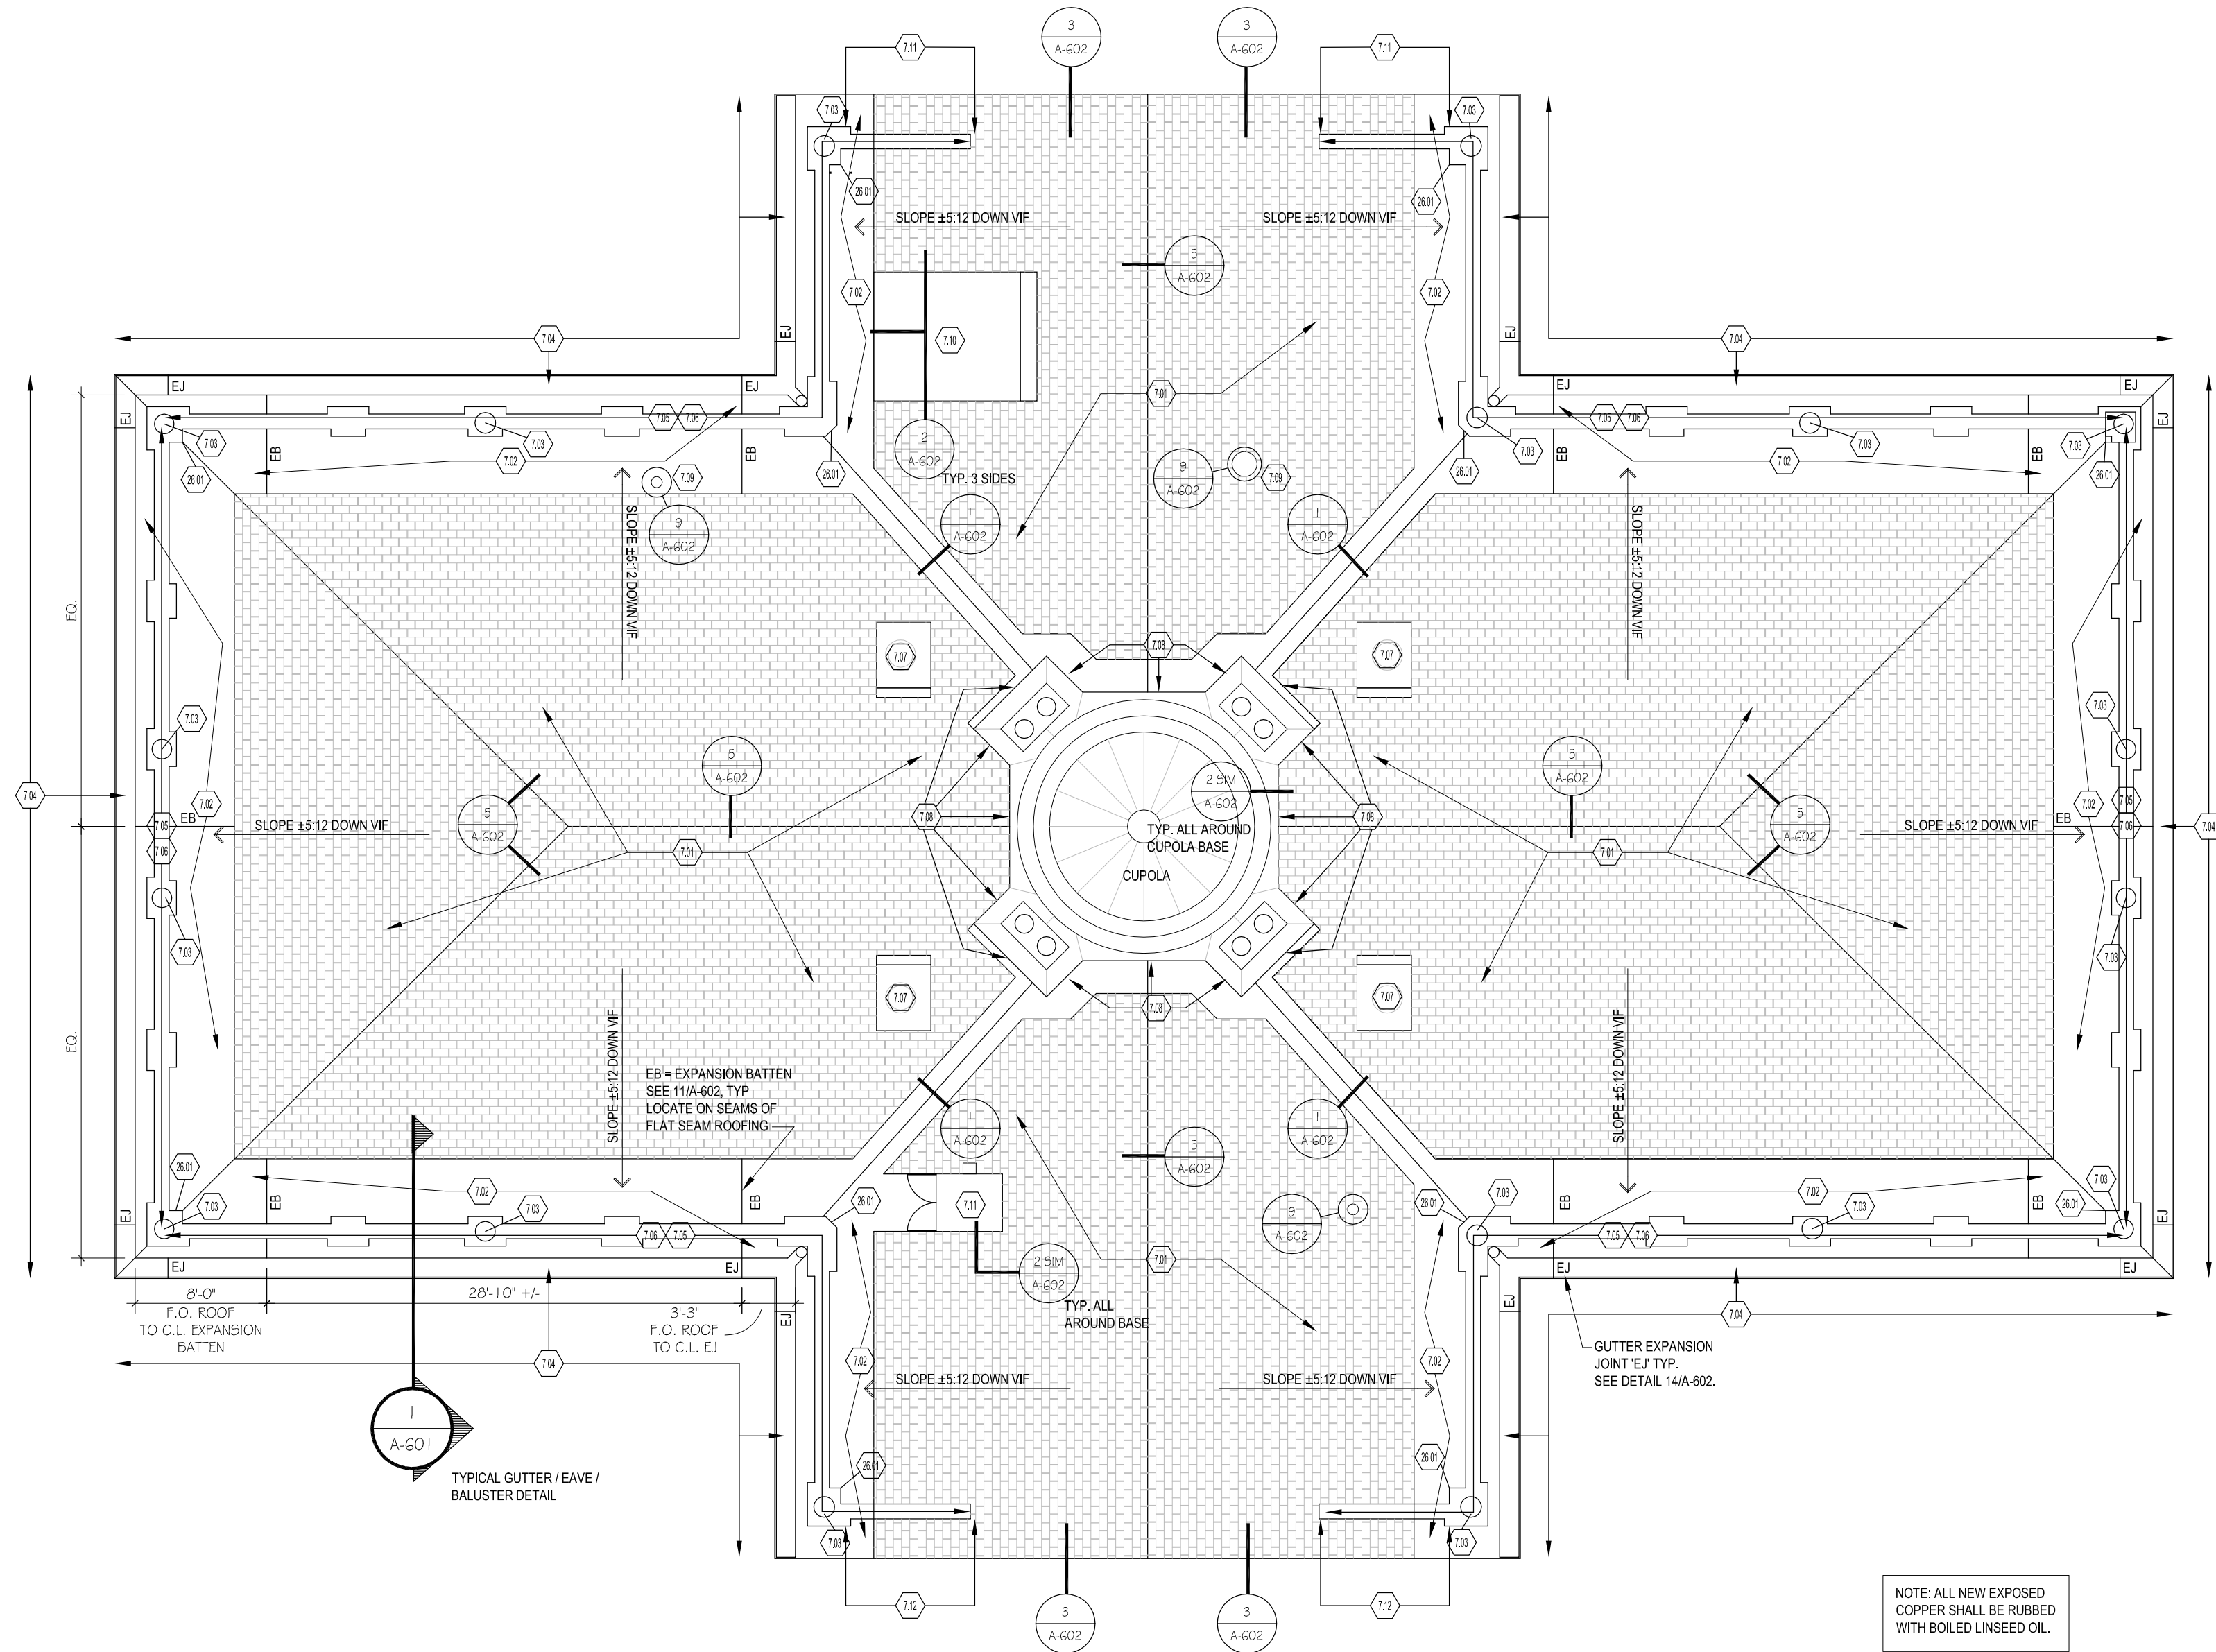 3
A-602
3
A-602
7.11
7.11
7.03
7.03
26.01
26.01
SLOPE ±5:12 DOWN VIF
SLOPE ±5:12 DOWN VIF
5
A-602
7.02
7.02
EJ
EJ
7.10
7.04
7.04
EJ
EJ
EJ
EJ
7.01
EJ
EJ
7.05
7.06
7.05
7.06
7.03
7.03
7.03
7.03
7.03
EB
7.02
EB
2
A-602
TYP. 3 SIDES
9
A-602
7.09
EB
7.02
EB
26.01
26.01
26.01
26.01
7.09
9
A-602
1
A-602
1
A-602
SLOPE ±5:12 DOWN VIF
SLOPE ±5:12 DOWN VIF
EQ.
7.07
7.08
7.07
7.03
7.03
5
A-602
5
A-602
2 SIM
A-602
7.04
7.02
5
A-602
7.08
7.08
5
A-602
7.02
7.05
7.06
EB
SLOPE ±5:12 DOWN VIF
TYP. ALL AROUND
CUPOLA BASE
SLOPE ±5:12 DOWN VIF
EB
7.05
7.06
7.04
7.01
7.01
CUPOLA
7.03
7.03
7.07
7.08
7.07
EQ.
SLOPE ±5:12 DOWN VIF
SLOPE ±5:12 DOWN VIF
EB = EXPANSION BATTEN
SEE 11/A-602, TYP
LOCATE ON SEAMS OF
FLAT SEAM ROOFING
1
A-602
1
A-602
5
A-602
26.01
7.03
7.02
7.03
EB
EB
26.01
7.11
9
A-602
26.01
7.03
EB
7.02
7.03
EB
26.01
7.03
EJ
7.06
7.05
7.05
7.06
EJ
EJ
EJ
2 SIM
A-602
7.01
EJ
EJ
8'-0"
F.O. ROOF
TO C.L. EXPANSION
BATTEN
28'-10" +/-
3'-3"
F.O. ROOF
TO C.L. EJ
EJ
TYP. ALL
AROUND BASE
EJ
7.04
7.04
7.02
7.02
SLOPE ±5:12 DOWN VIF
SLOPE ±5:12 DOWN VIF
GUTTER EXPANSION
JOINT 'EJ' TYP.
SEE DETAIL 14/A-602.
1
A-601
TYPICAL GUTTER / EAVE /
BALUSTER DETAIL
26.01
26.01
7.03
7.03
7.12
7.12
3
A-602
3
A-602
NOTE: ALL NEW EXPOSED
COPPER SHALL BE RUBBED
WITH BOILED LINSEED OIL.